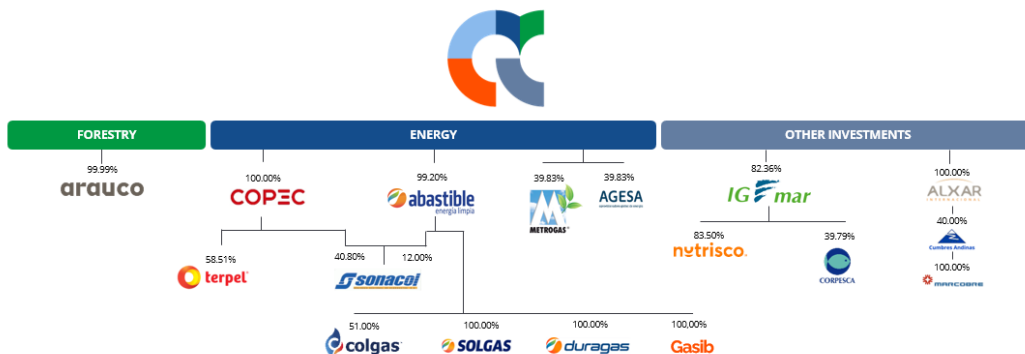 FORESTRY
ENERGY
OTHER INVESTMENTS
99.99%
arauco
100.00%
COPEC
99.20%
abastible
energía limpia
39.83%
METROGAS
39.83%
AGESA
82.36%
IG mar
100.00%
ALXAR
INTERNACIONAL
58.51%
terpel
40.80%
12.00%
sonacol
83.50%
nutrisco
39.79%
CORPESCA
40.00%
Cumbres Andinas
100.00%
MARCOBRE
51.00%
colgas
100.00%
SOLGAS
100.00%
duragas
100,00%
Gasib